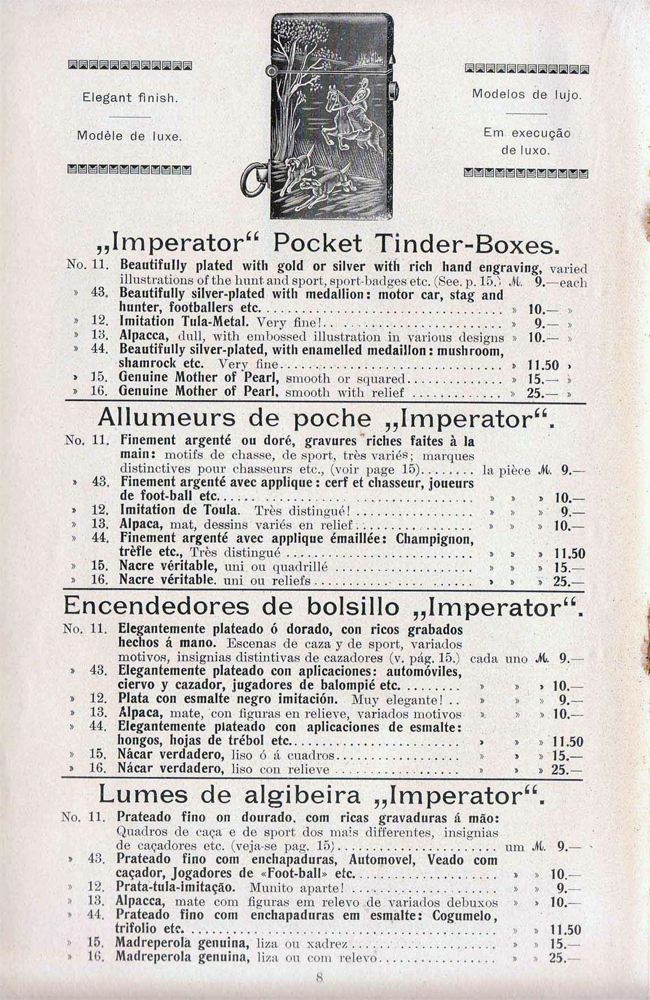 Elegant finish.
Modèle de luxe.
Modelos de lujo.
Em execução
de luxo.
„Imperator“ Pocket Tinder-Boxes.
No. 11. Beautifully plated with gold or silver with rich hand engraving, varied
illustrations of the hunt and sport, sport-badges etc. (See. p. 15.) M. 9.—each
» 43. Beautifully silver-plated with medallion: motor car, stag and
hunter, footballers etc. . . . . . . . . . . . . . . . . . . . . » 10.— »
» 12. Imitation Tula-Metal. Very fine!. . . . . . . . . . . . . . . » 9.— »
» 13. Alpacca, dull, with embossed illustration in various designs » 10.— »
» 44. Beautifully silver-plated, with enamelled medaillon: mushroom,
shamrock etc. Very fine. . . . . . . . . . . . . . . . . . . . » 11.50 »
» 15. Genuine Mother of Pearl, smooth or squared. . . . . . . . . » 15.— »
» 16. Genuine Mother of Pearl, smooth with relief . . . . . . . . » 25.— »
Allumeurs de poche „Imperator“.
No. 11. Finement argenté ou doré, gravures riches faites à la
main: motifs de chasse, de sport, très variés; marques
distinctives pour chasseurs etc., (voir page 15). . . . . . . . la pièce M. 9.—
» 43. Finement argenté avec applique: cerf et chasseur, joueurs
de foot-ball etc. . . . . . . . . . . . . . . . . . . . . » » » 10.—
» 12. Imitation de Toula. Très distingué! . . . . . . . . . . . » » » 9.—
» 13. Alpaca, mat, dessins variés en relief. . . . . . . . . . » » » 10.—
» 44. Finement argenté avec applique émaillée: Champignon,
trèfle etc., Très distingué . . . . . . . . . . . . . . . . » » » 11.50
» 15. Nacre véritable, uni ou quadrillé . . . . . . . . . . . » » » 15.—
» 16. Nacre véritable. uni ou reliefs . . . . . . . . . . . . » » » 25.—
Encendedores de bolsillo „Imperator“.
No. 11. Elegantemente plateado ó dorado, con ricos grabados
hechos á mano. Escenas de caza y de sport, variados
motivos, insignias distintivas de cazadores (v. pág. 15.) cada uno M. 9.—
» 43. Elegantemente plateado con aplicaciones: automóviles,
ciervo y cazador, jugadores de balompié etc. . . . . . . . » » » 10.—
» 12. Plata con esmalte negro imitación. Muy elegante! . . » » » 9.—
» 13. Alpaca, mate, con figuras en relieve, variados motivos » » » 10.—
» 44. Elegantemente plateado con aplicaciones de esmalte:
hongos, hojas de trébol etc. . . . . . . . . . . . . . . . » » » 11.50
» 15. Nácar verdadero, liso ó á cuadros. . . . . . . . . . . » » » 15.—
» 16. Nácar verdadero, liso con relieve . . . . . . . . . . » » » 25.—
Lumes de algibeira „Imperator“.
No. 11. Prateado fino on dourado. com ricas gravaduras á mão:
Quadros de caça e de sport dos mais differentes, insignias
de caçadores etc. (veja-se pag. 15) . . . . . . . . . . . . . um M. 9.—
» 43. Prateado fino com enchapaduras, Automovel, Veado com
caçador, Jogadores de «Foot-ball» etc. . . . . . . . . . . . . » » 10.—
» 12. Prata-tula-imitação. Munito aparte! . . . . . . . . . . . » » 9.—
» 13. Alpacca, mate com figuras em relevo de variados debuxos » » 10.—
» 44. Prateado fino com enchapaduras em esmalte: Cogumelo,
trifolio etc. . . . . . . . . . . . . . . . . . . . . . . . . » » 11.50
» 15. Madreperola genuina, liza ou xadrez . . . . . . . . . . . » » 15.—
» 16. Madreperola genuina, liza ou com relevo. . . . . . . . . . » » 25.—
8